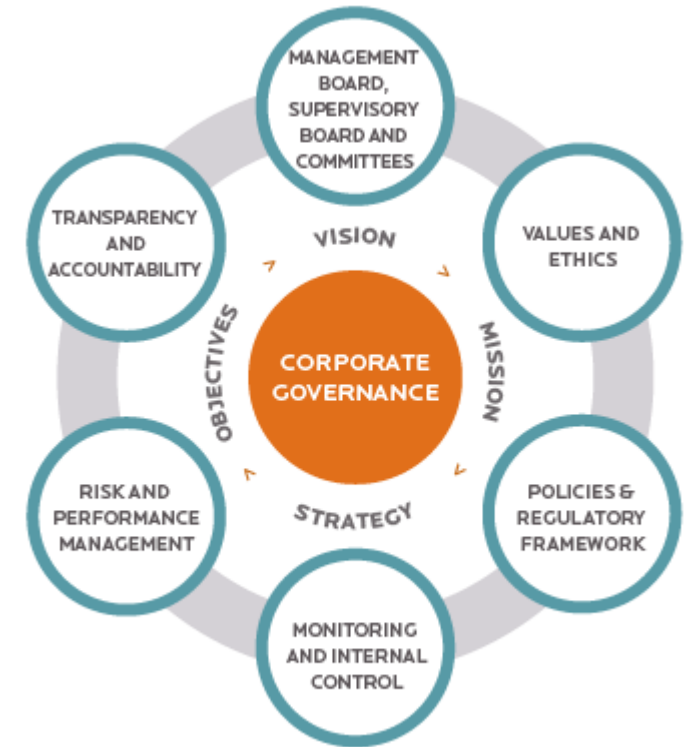 MANAGEMENT
BOARD,
SUPERVISORY
BOARD AND
COMMITTEES
TRANSPARENCY
AND
ACCOUNTABILITY
VALUES AND
ETHICS
VISION
MISSION
STRATEGY
OBJECTIVES
CORPORATE
GOVERNANCE
RISK AND
PERFORMANCE
MANAGEMENT
POLICIES &
REGULATORY
FRAMEWORK
MONITORING
AND INTERNAL
CONTROL